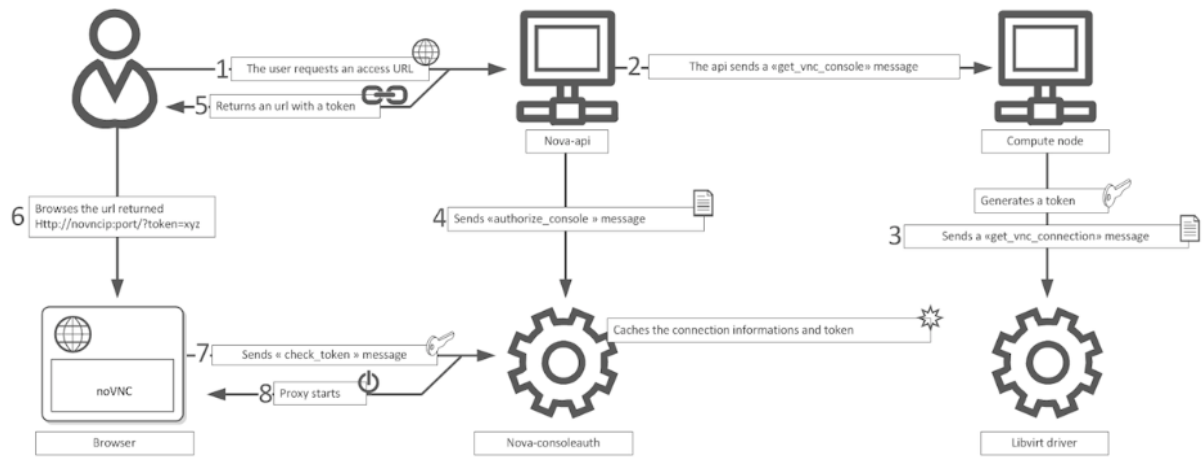 1 The user requests an access URL
2 The api sends a «get_vnc_console» message
5 Returns an url with a token
Nova-api
Compute node
6 Browses the url returned
Http://novncip:port/?token=xyz
4 Sends «authorize_console » message
Generates a token
3 Sends a «get_vnc_connection» message
Caches the connection informations and token
7 Sends « check_token » message
8 Proxy starts
noVNC
Browser
Nova-consoleauth
Libvirt driver